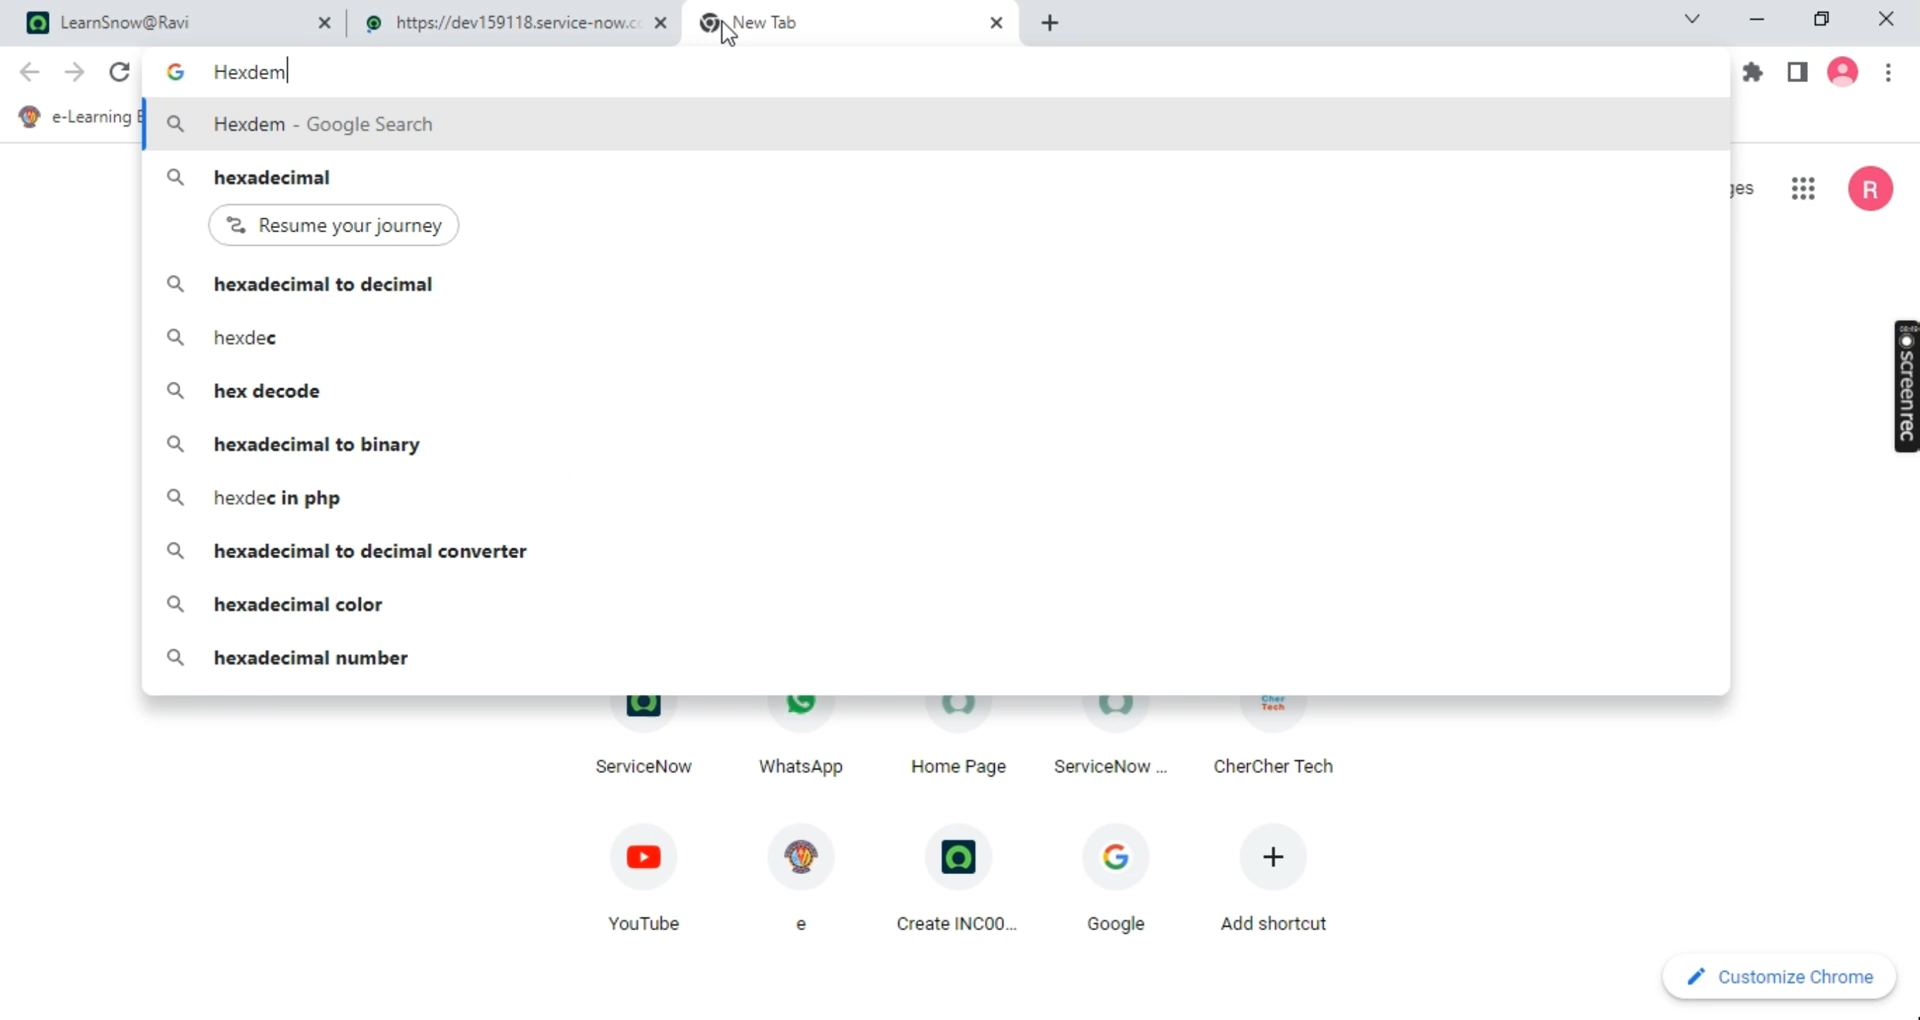 LearnSnow@Ravi
https://dev159118.service-now.c
New Tab
Hexdem
e-Learning
Hexdem - Google Search
hexadecimal
Resume your journey
hexadecimal to decimal
hexdec
hex decode
hexadecimal to binary
hexdec in php
hexadecimal to decimal converter
hexadecimal color
hexadecimal number
ges
R
screenrec
Cher
Tech
ServiceNow
WhatsApp
Home Page
ServiceNow ...
CherCher Tech
YouTube
e
Create INC00...
Google
Add shortcut
Customize Chrome